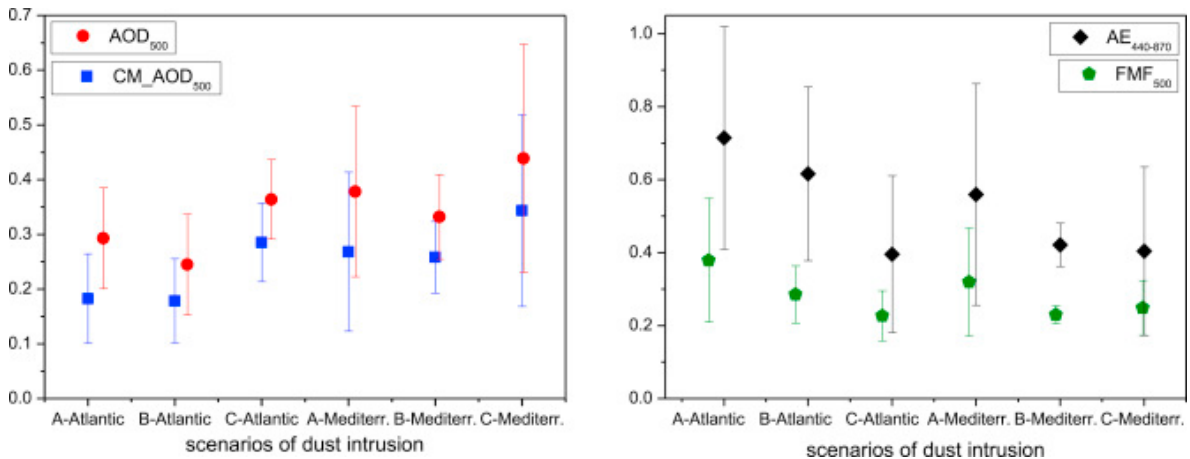 0.7
0.6
0.5
0.4
0.3
0.2
0.1
0.0
AOD500
CM_AOD500
A-Atlantic B-Atlantic C-Atlantic A-Mediterr. B-Mediterr. C-Mediterr.
scenarios of dust intrusion
1.0
0.8
0.6
0.4
0.2
0.0
AE440-870
FMF500
A-Atlantic B-Atlantic C-Atlantic A-Mediterr. B-Mediterr. C-Mediterr.
scenarios of dust intrusion